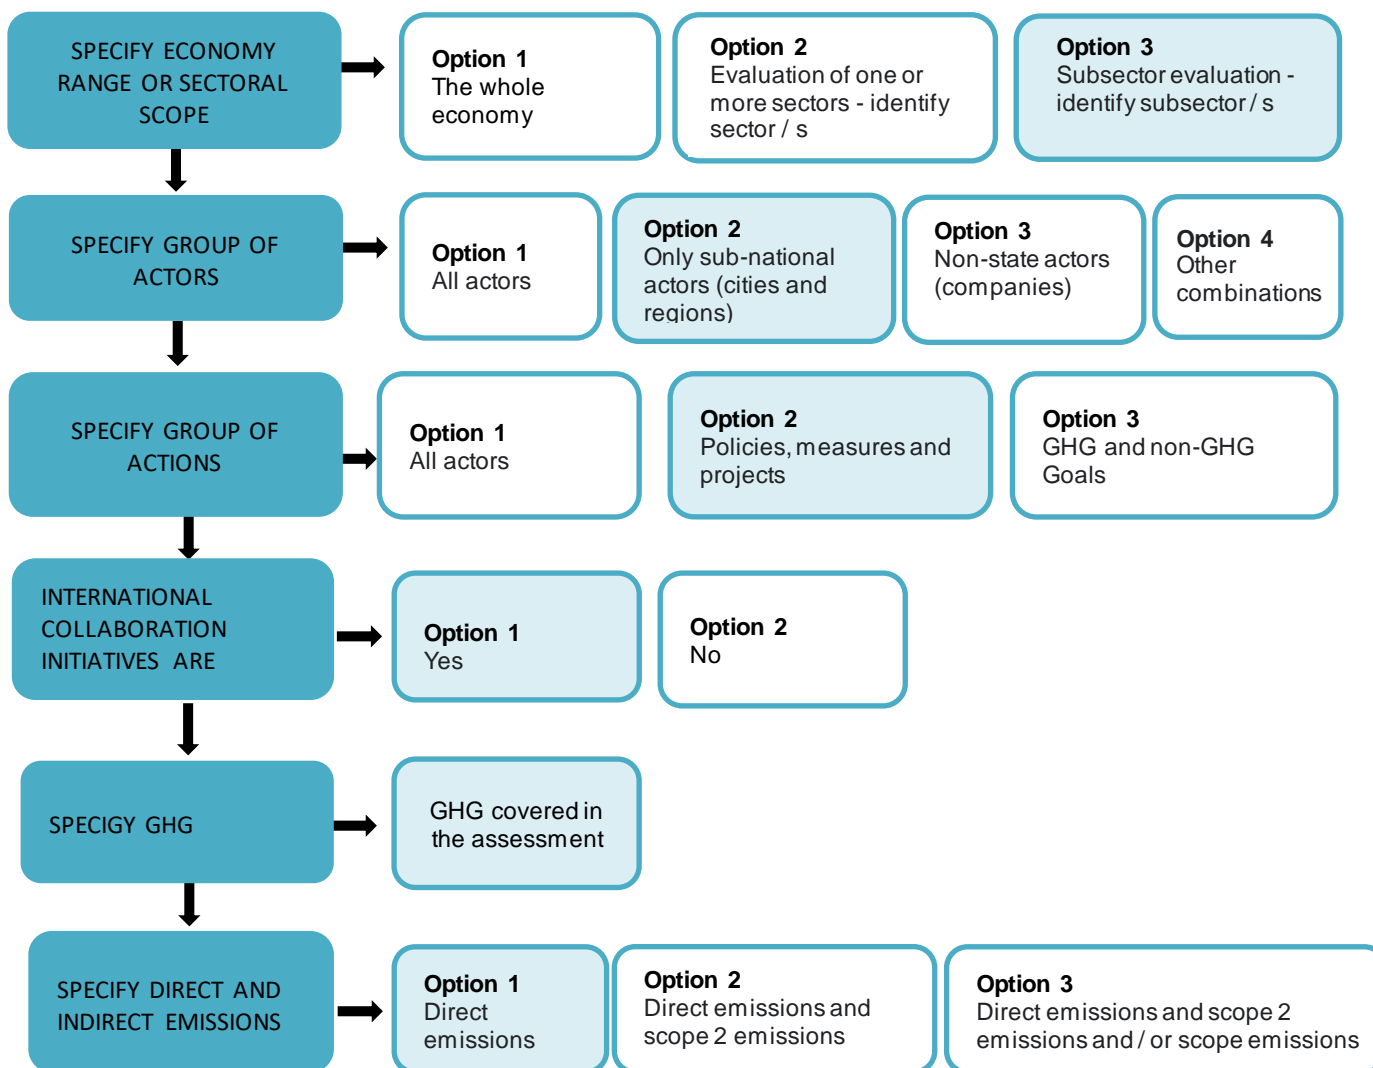 SPECIFY ECONOMY
RANGE OR SECTORAL
SCOPE
Option 1
The whole
economy
Option 2
Evaluation of one or
more sectors - identify
sector / s
Option 3
Subsector evaluation -
identify subsector / s
SPECIFY GROUP OF
ACTORS
Option 1
All actors
Option 2
Only sub-national
actors (cities and
regions)
Option 3
Non-state actors
(companies)
Option 4
Other
combinations
SPECIFY GROUP OF
ACTIONS
Option 1
All actors
Option 2
Policies, measures and
projects
Option 3
GHG and non-GHG
Goals
INTERNATIONAL
COLLABORATION
INITIATIVES ARE
Option 1
Yes
Option 2
No
SPECIGY GHG
GHG covered in
the assessment
SPECIFY DIRECT AND
INDIRECT EMISSIONS
Option 1
Direct
emissions
Option 2
Direct emissions and
scope 2 emissions
Option 3
Direct emissions and scope 2
emissions and / or scope emissions